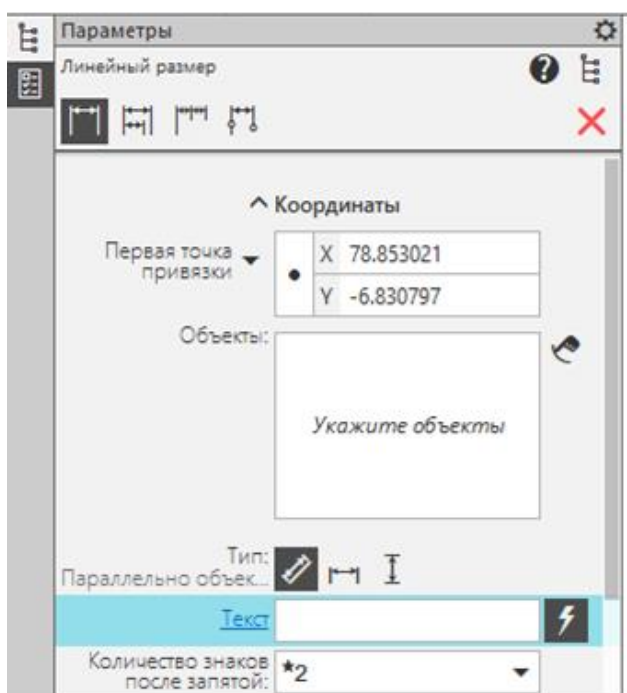 Параметры
Линейный размер
Координаты
Первая точка
привязки
X 78.853021
Y -6.830797
Объекты:
Укажите объекты
Тип:
Параллельно объек...
Текст
Количество знаков
после запятой:
*2